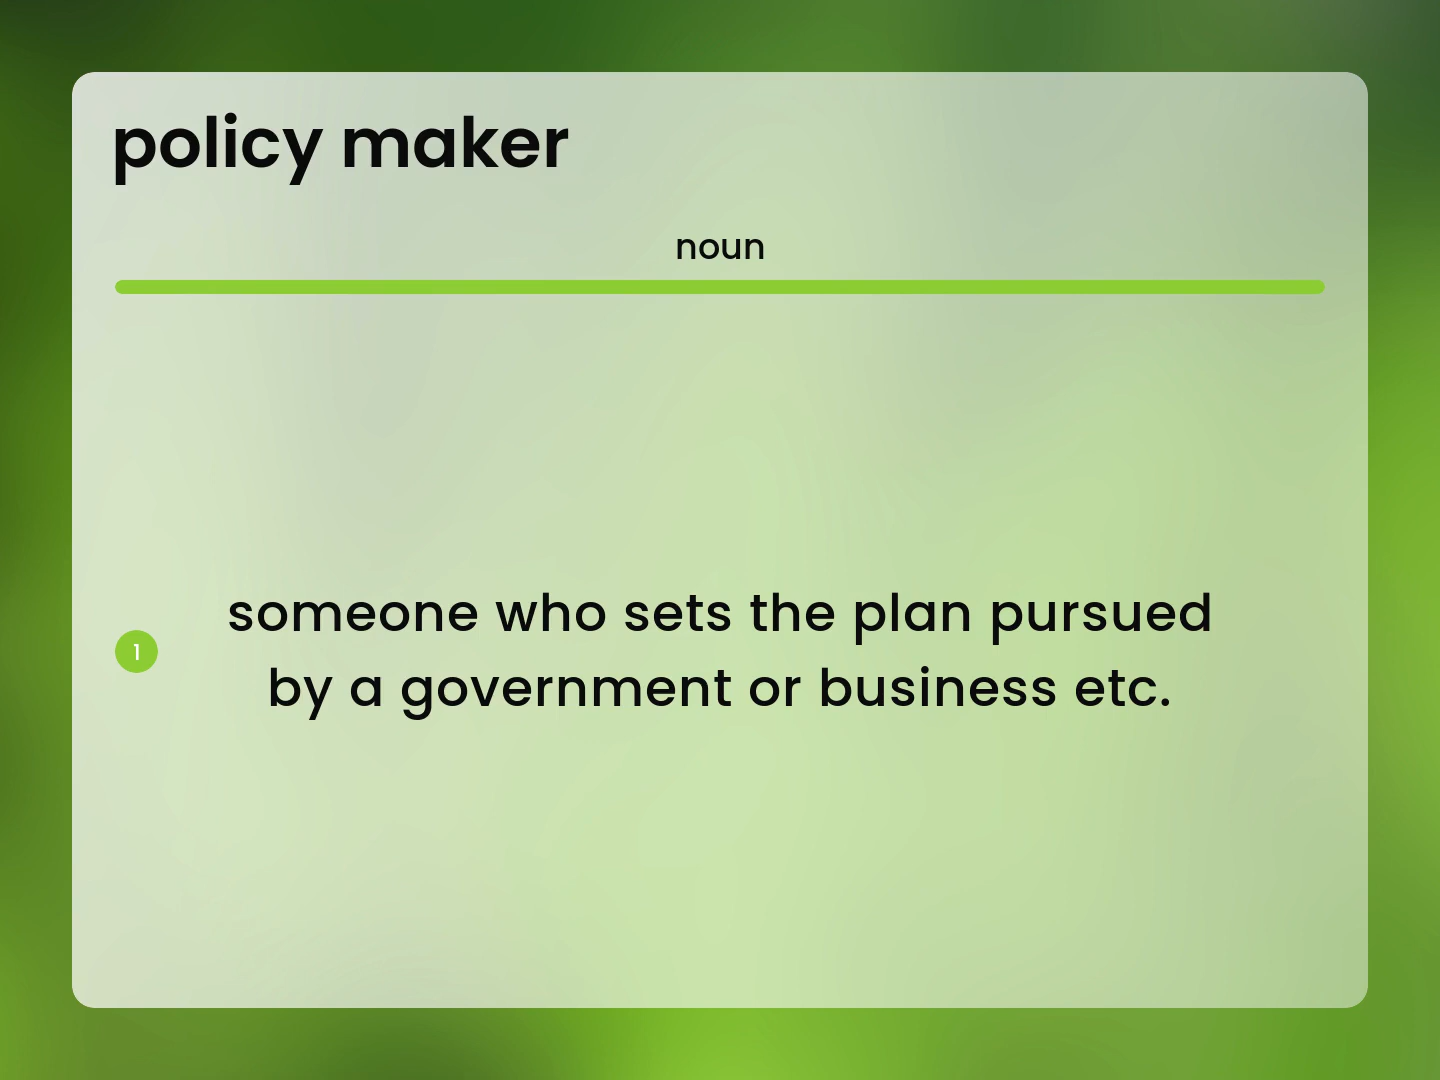 policy maker
noun
1
someone who sets the plan pursued
by a government or business etc.